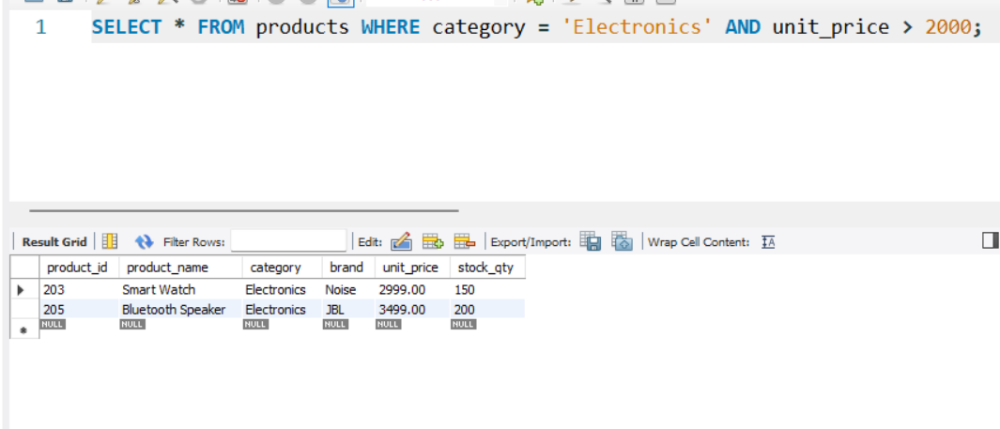 1 SELECT * FROM products WHERE category = 'Electronics' AND unit_price > 2000;
Result Grid Filter Rows: Edit: Export/Import: Wrap Cell Content: IA
product_id product_name category brand unit_price stock_qty
203 Smart Watch Electronics Noise 2999.00 150
205 Bluetooth Speaker Electronics JBL 3499.00 200
NULL NULL NULL NULL NULL NULL